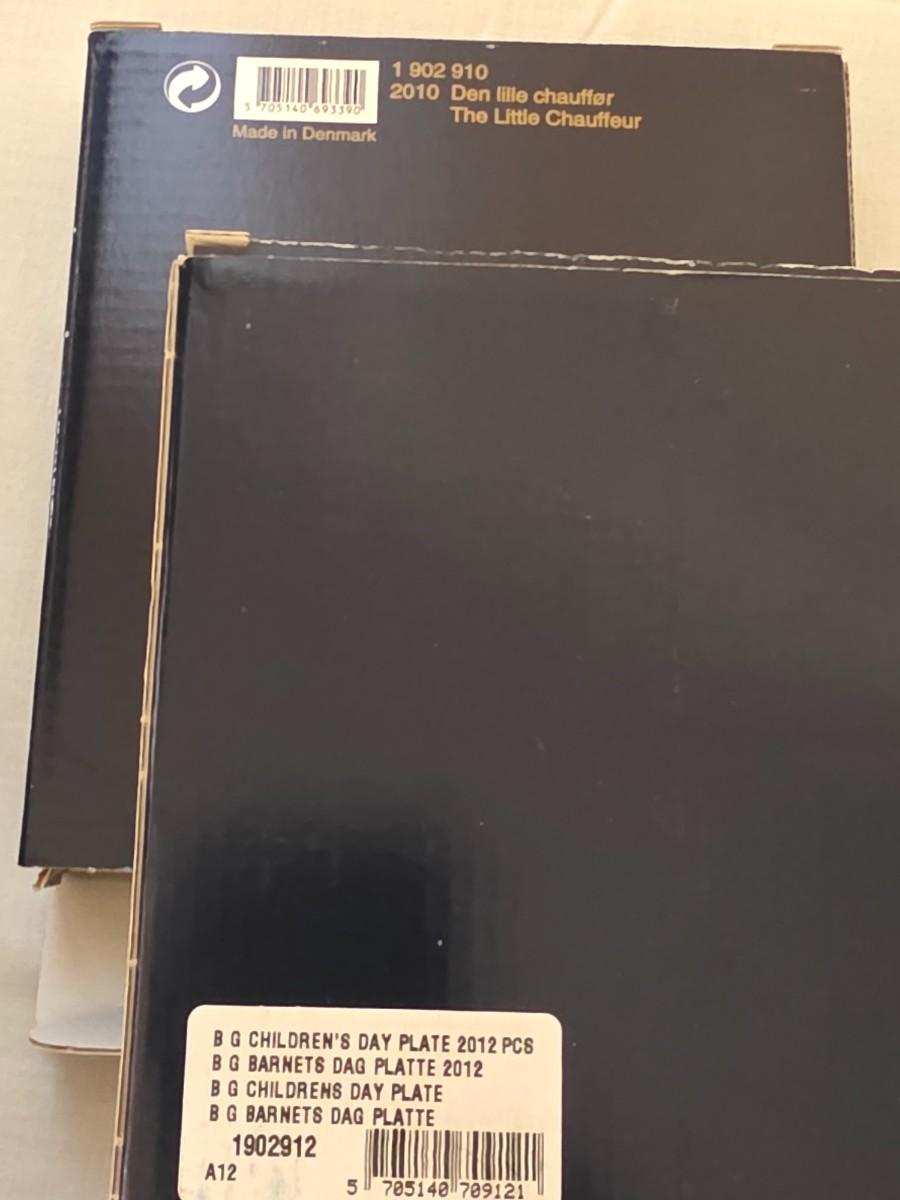 1 902 910
2010 Den lille chauffør
The Little Chauffeur
5 705140 693390
Made in Denmark
B G CHILDREN'S DAY PLATE 2012 PCS
B G BARNETS DAG PLATTE 2012
B G CHILDRENS DAY PLATE
B G BARNETS DAG PLATTE
1902912
A12
5 705140 709121